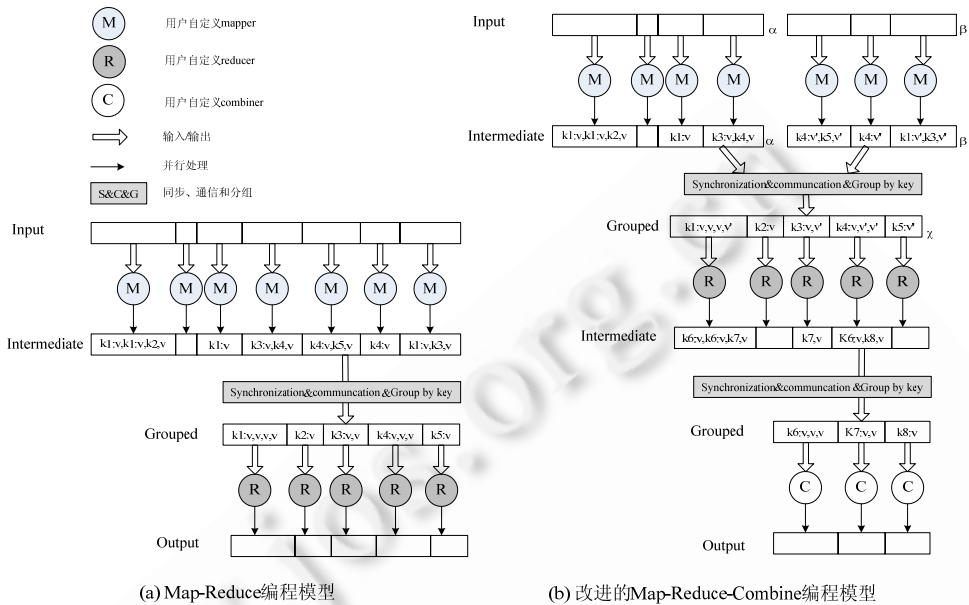 M 用户自定义mapper
R 用户自定义reducer
C 用户自定义combiner
输入/输出
并行处理
S&C&G 同步、通信和分组
Input
M M M M M M M
Intermediate k1:v,k1:v,k2,v k1:v k3:v,k4,v k4:v,k5,v k4:v k1:v,k3,v
Synchronization&communcation &Group by key
Grouped k1:v,v,v,v k2:v k3:v,v k4:v,v,v k5:v
R R R R R
Output
(a) Map-Reduce编程模型
Input α β
M M M M M M M
Intermediate k1:v,k1:v,k2,v k1:v k3:v,k4,v α k4:v',k5,v' k4:v' k1:v',k3,v' β
Synchronization&communcation &Group by key
Grouped k1:v,v,v,v' k2:v k3:v,v' k4:v,v',v' k5:v' χ
R R R R R
Intermediate k6;v,k6;v,k7,v k7,v K6;v,k8,v
Synchronization&communcation &Group by key
Grouped k6;v,v,v K7;v,v k8;v
C C C
Output
(b) 改进的Map-Reduce-Combine编程模型